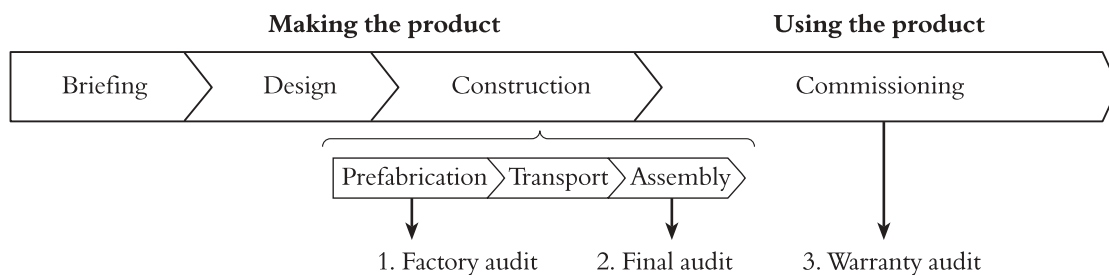 Making the product Using the product
Briefing Design Construction Commissioning
Prefabrication Transport Assembly
1. Factory audit 2. Final audit 3. Warranty audit